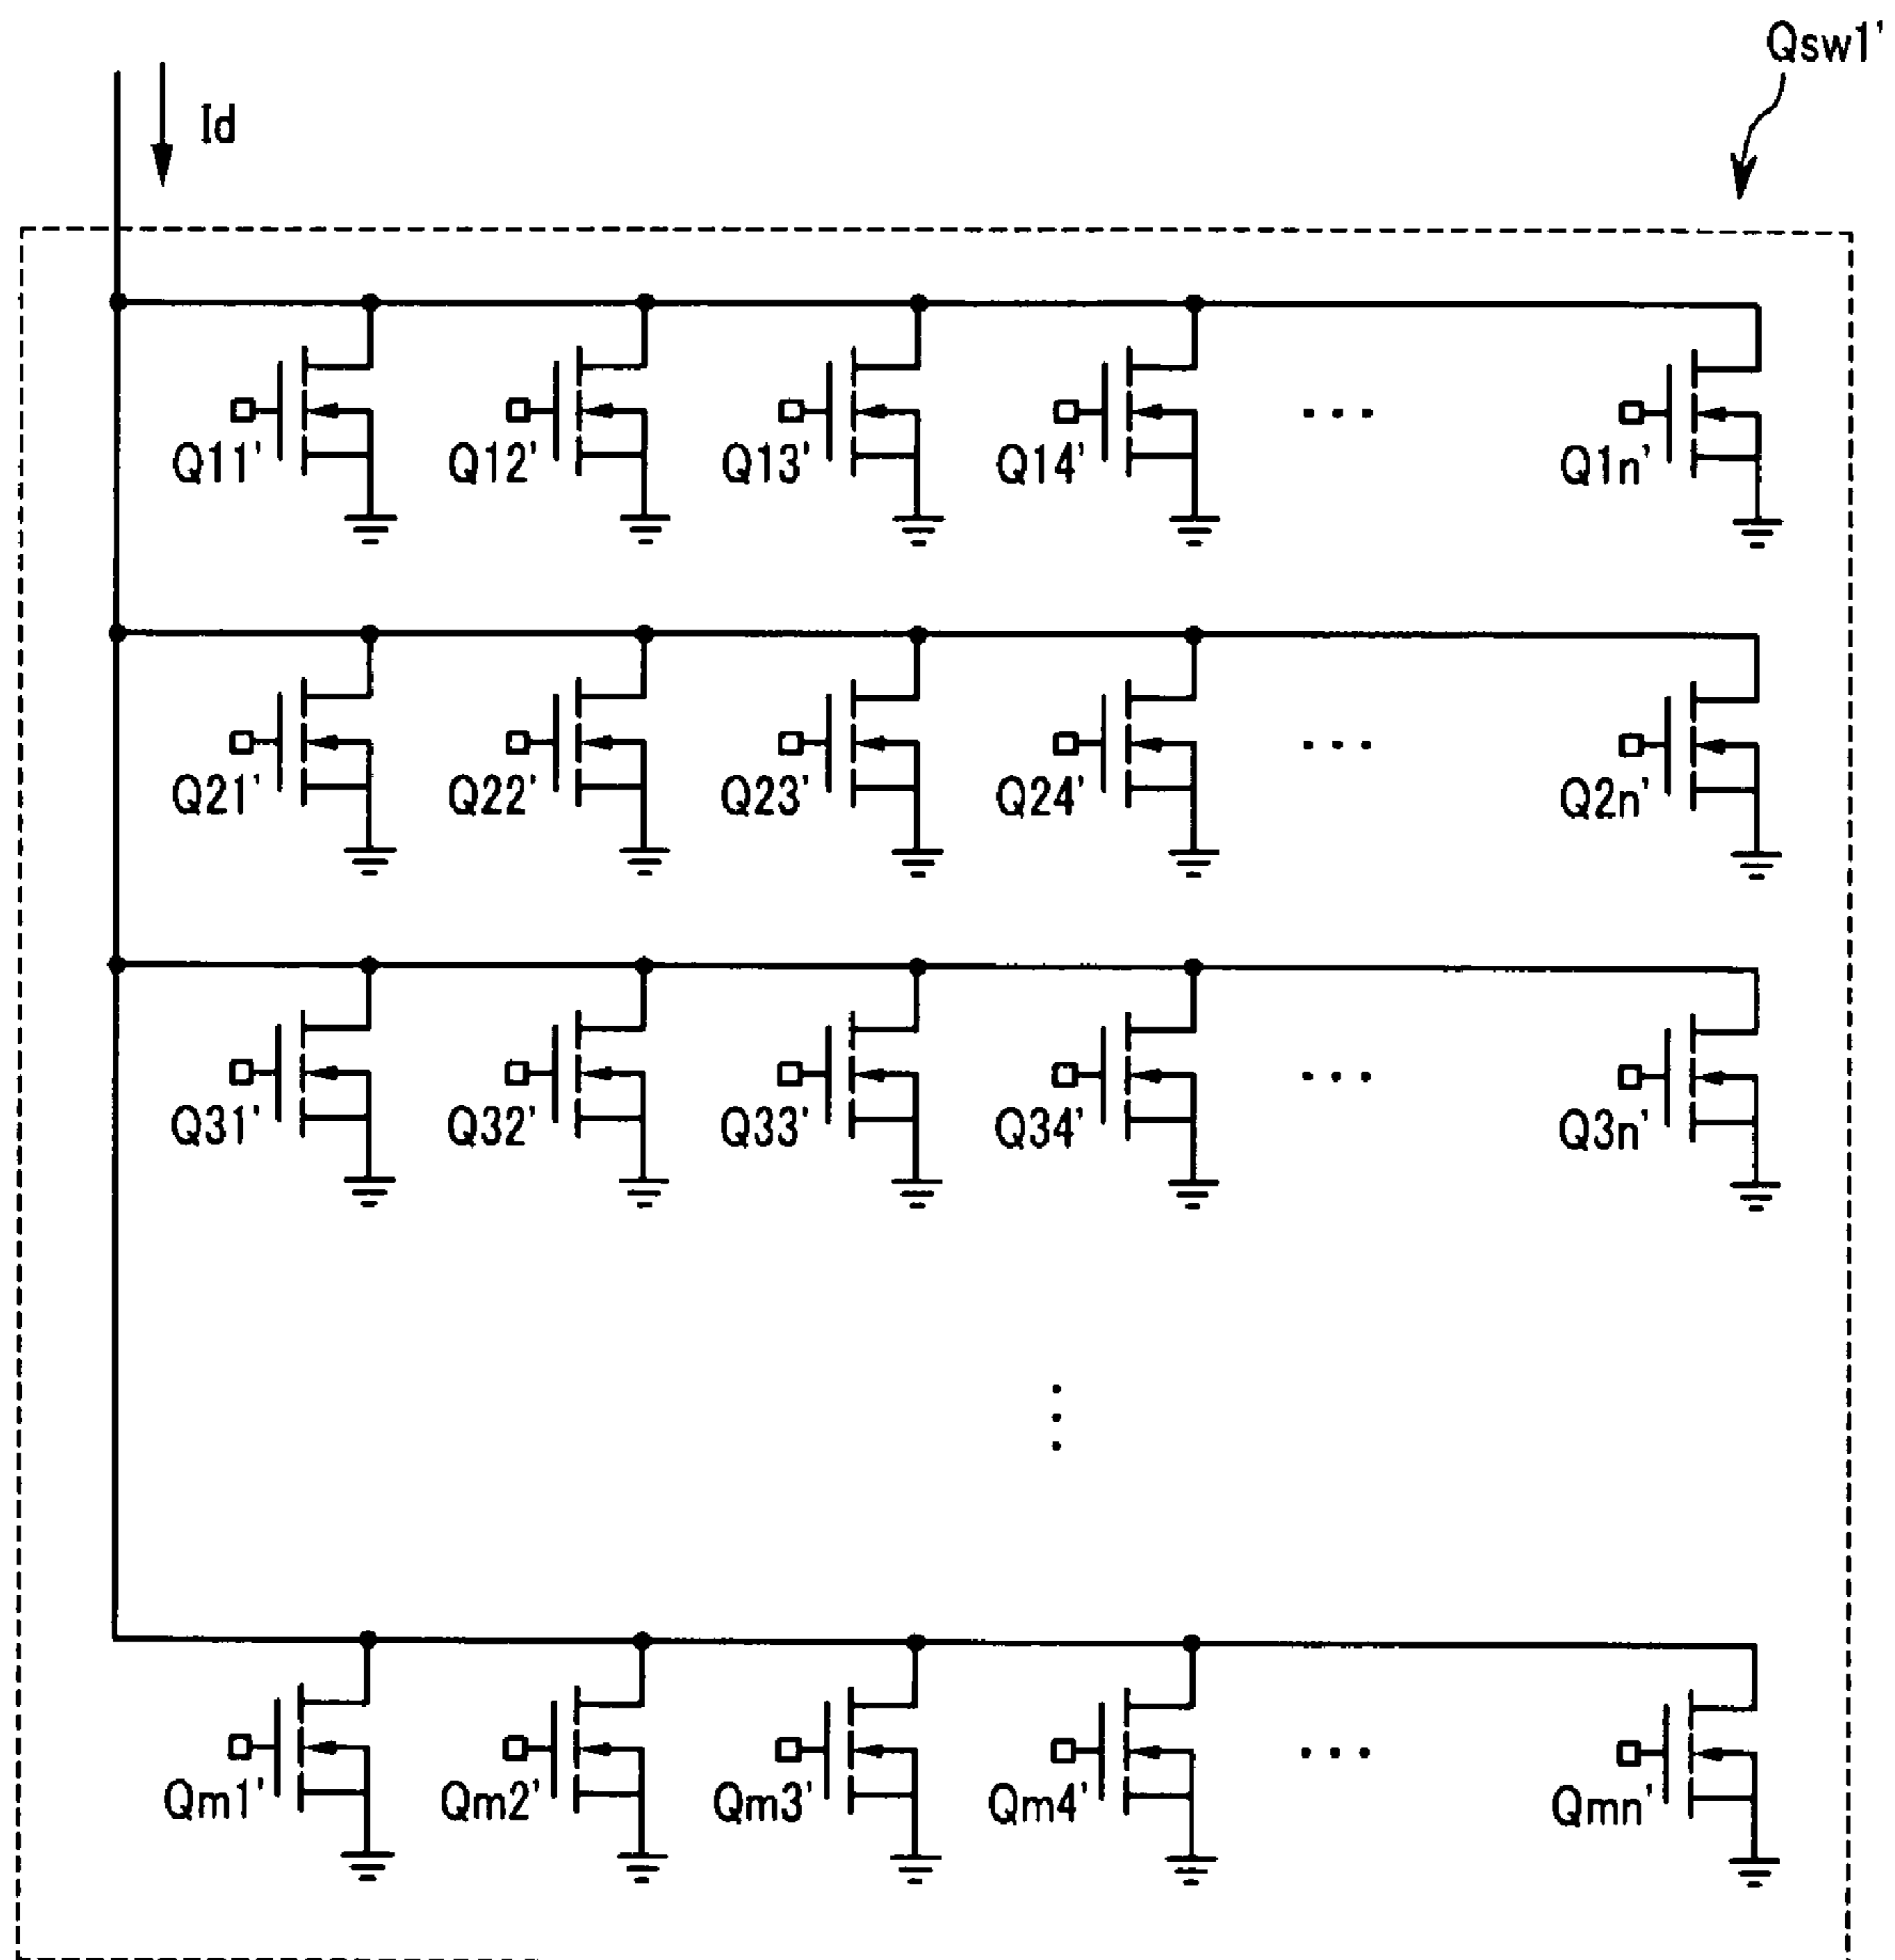 Qsw1'
Id
Q11' Q12' Q13' Q14' ... Q1n'
Q21' Q22' Q23' Q24' ... Q2n'
Q31' Q32' Q33' Q34' ... Q3n'
Qm1' Qm2' Qm3' Qm4' ... Qmn'